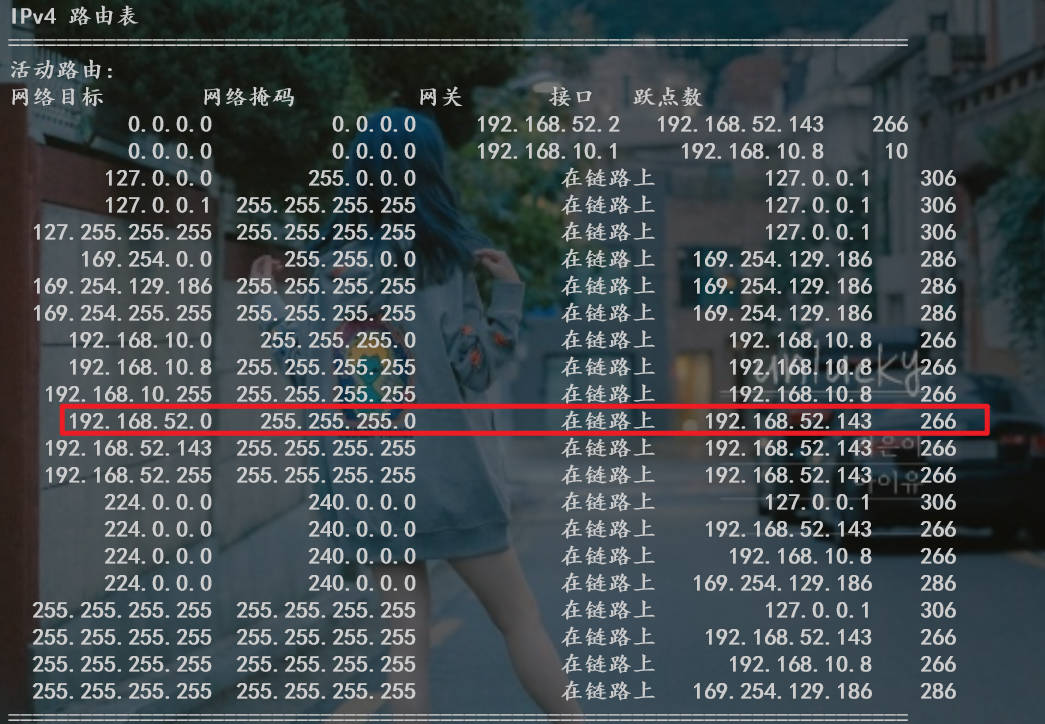 IPv4 路由表
===========================================================================
活动路由:
网络目标 网络掩码 网关 接口 跃点数
0.0.0.0 0.0.0.0 192.168.52.2 192.168.52.143 266
0.0.0.0 0.0.0.0 192.168.10.1 192.168.10.8 10
127.0.0.0 255.0.0.0 在链路上 127.0.0.1 306
127.0.0.1 255.255.255.255 在链路上 127.0.0.1 306
127.255.255.255 255.255.255.255 在链路上 127.0.0.1 306
169.254.0.0 255.255.0.0 在链路上 169.254.129.186 286
169.254.129.186 255.255.255.255 在链路上 169.254.129.186 286
169.254.255.255 255.255.255.255 在链路上 169.254.129.186 286
192.168.10.0 255.255.255.0 在链路上 192.168.10.8 266
192.168.10.8 255.255.255.255 在链路上 192.168.10.8 266
192.168.10.255 255.255.255.255 在链路上 192.168.10.8 266
192.168.52.0 255.255.255.0 在链路上 192.168.52.143 266
192.168.52.143 255.255.255.255 在链路上 192.168.52.143 266
192.168.52.255 255.255.255.255 在链路上 192.168.52.143 266
224.0.0.0 240.0.0.0 在链路上 127.0.0.1 306
224.0.0.0 240.0.0.0 在链路上 192.168.52.143 266
224.0.0.0 240.0.0.0 在链路上 192.168.10.8 266
224.0.0.0 240.0.0.0 在链路上 169.254.129.186 286
255.255.255.255 255.255.255.255 在链路上 127.0.0.1 306
255.255.255.255 255.255.255.255 在链路上 192.168.52.143 266
255.255.255.255 255.255.255.255 在链路上 192.168.10.8 266
255.255.255.255 255.255.255.255 在链路上 169.254.129.186 286
===========================================================================